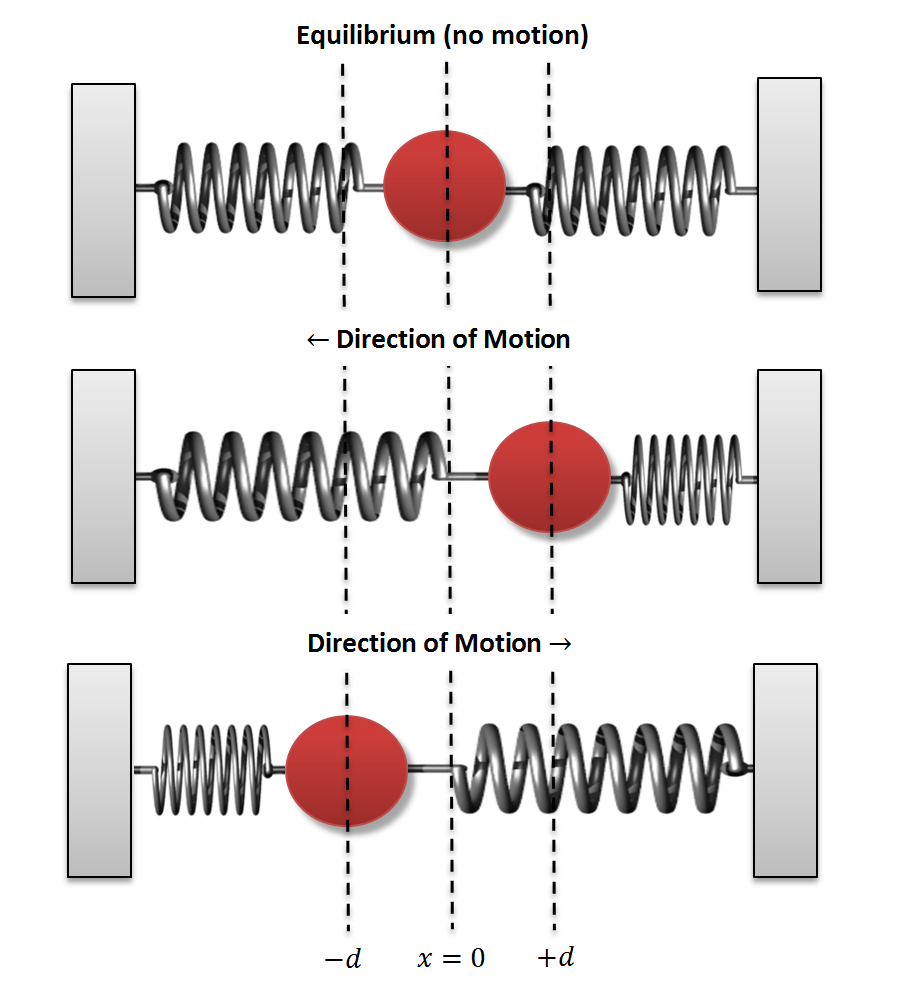 Equilibrium (no motion)
← Direction of Motion
Direction of Motion →
−d x = 0 +d